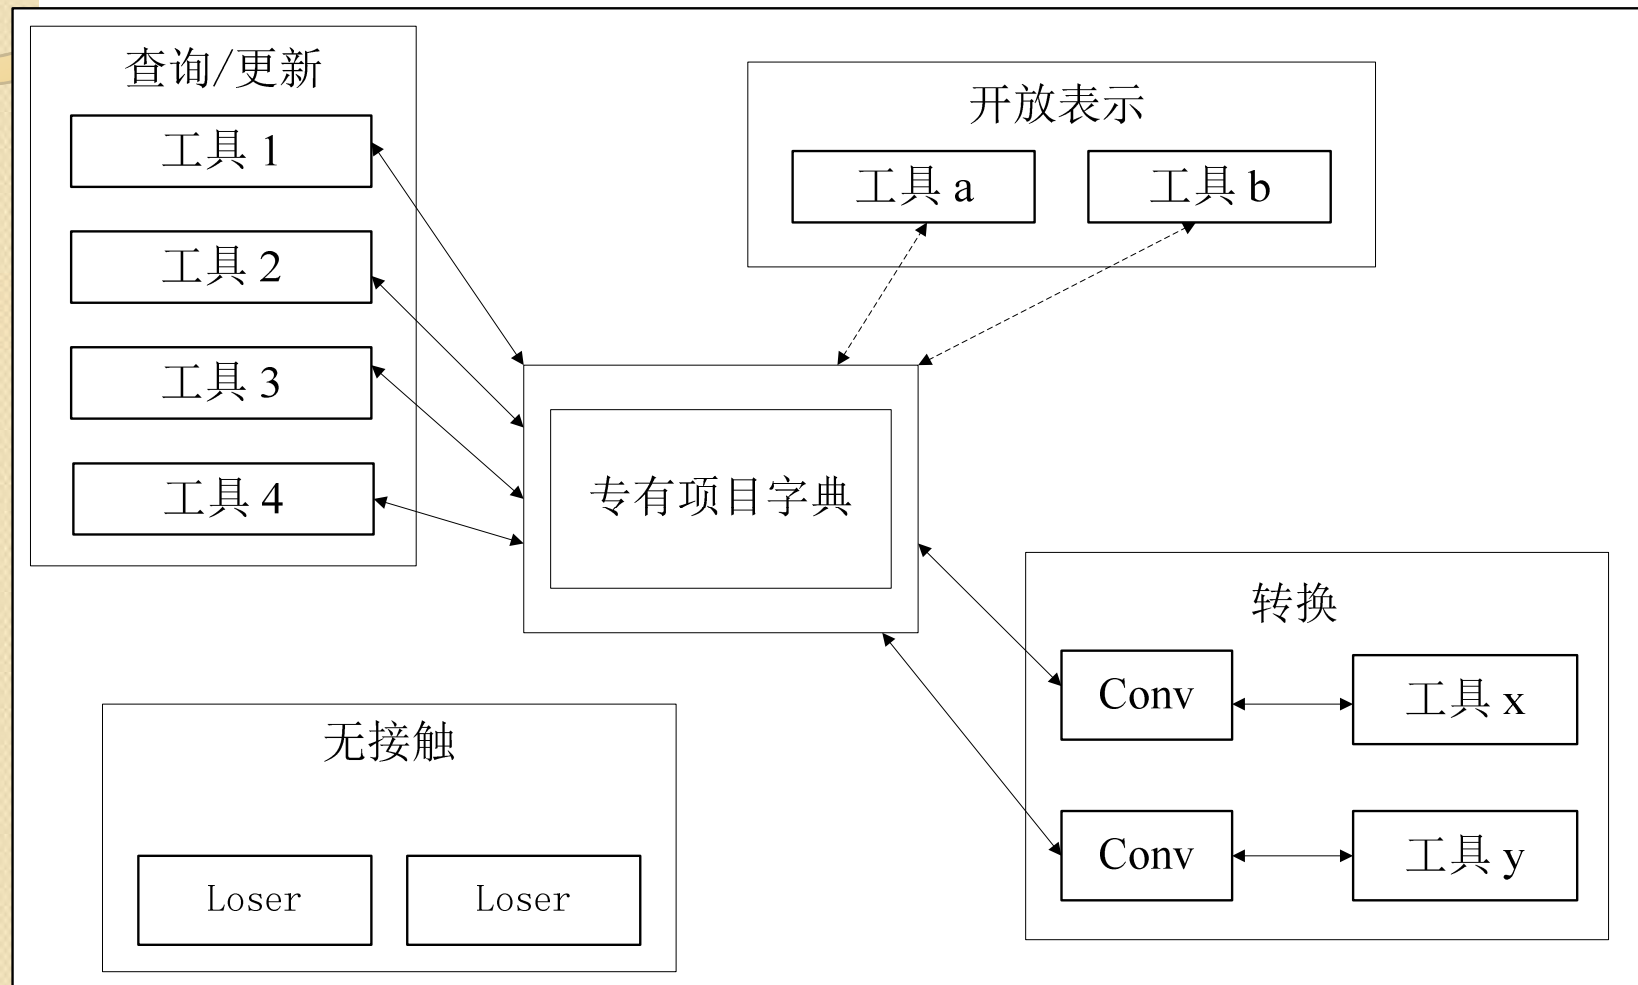 查询/更新
工具 1
工具 2
工具 3
工具 4
开放表示
工具 a
工具 b
专有项目字典
转换
Conv
工具 x
Conv
工具 y
无接触
Loser
Loser